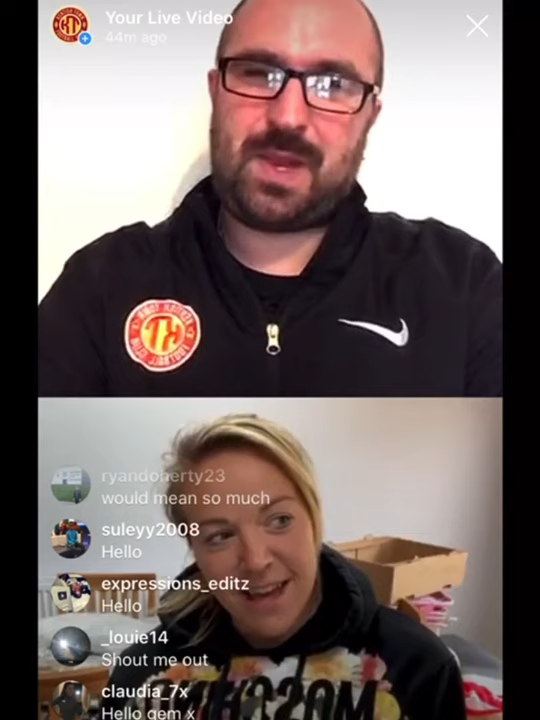 Your Live Video
44m ago
ryandoherty23
would mean so much
suleyy2008
Hello
expressions_editz
Hello
_louie14
Shout me out
claudia_7x
Hello gem x